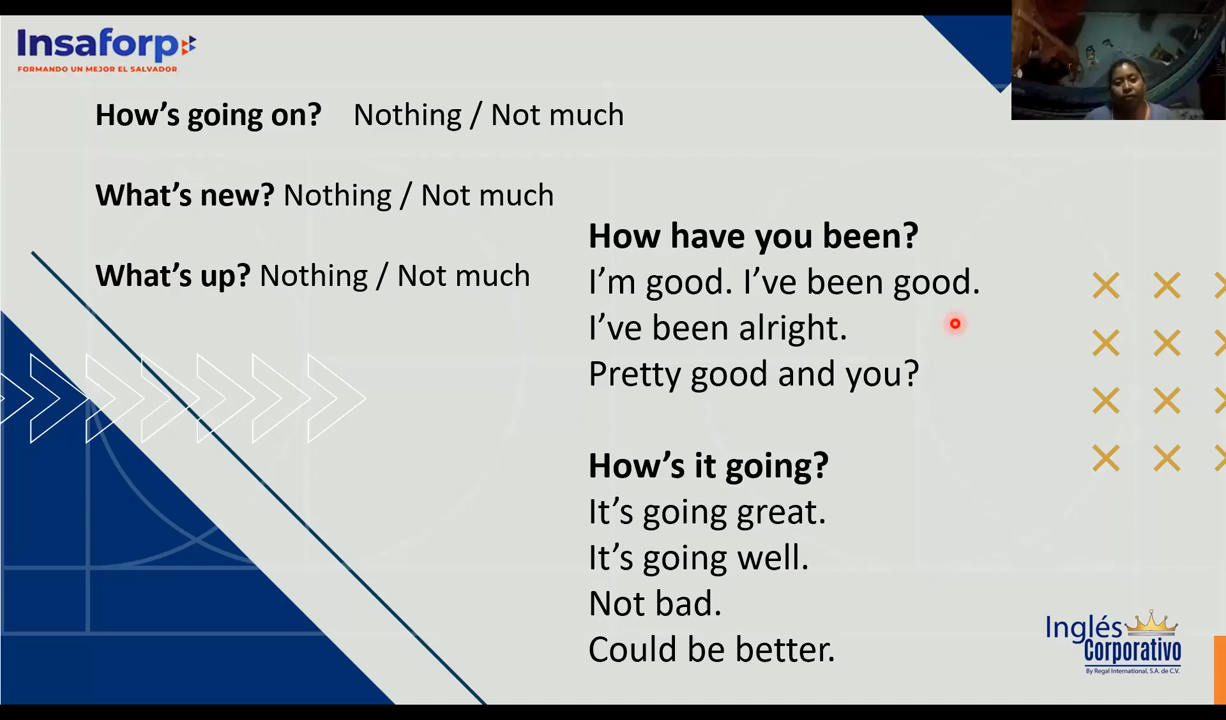 Insaforp
FORMANDO UN MEJOR EL SALVADOR
How's going on? Nothing / Not much
What's new? Nothing / Not much
What's up? Nothing / Not much
How have you been?
I'm good. I've been good.
I've been alright.
Pretty good and you?
How's it going?
It's going great.
It's going well.
Not bad.
Could be better.
Inglés
Corporativo
By Regal International, S.A. de C.V.